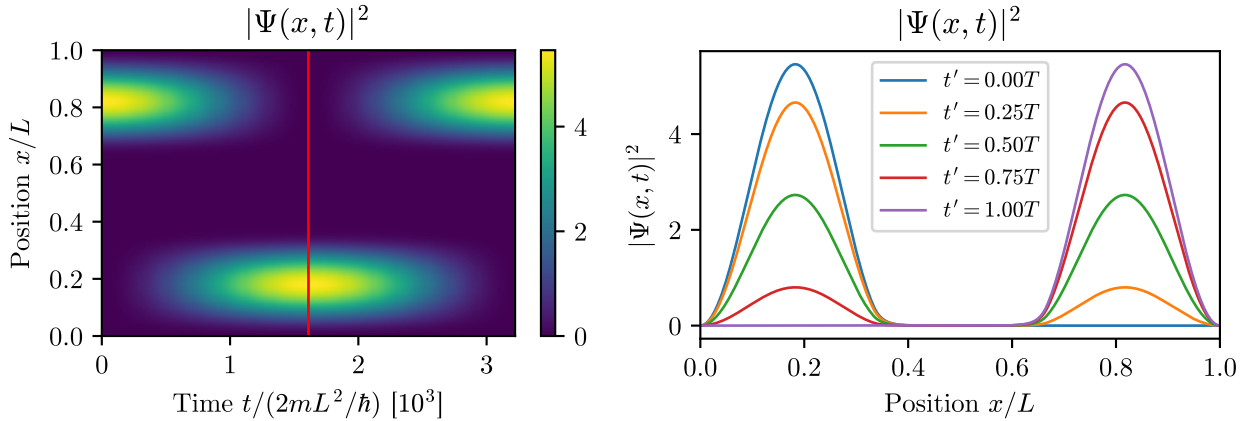 |Ψ(x, t)|²
1.0
0.8
0.6
0.4
0.2
0.0
Position x/L
0
1
2
3
Time t/(2mL²/ħ) [10³]
4
2
0
|Ψ(x, t)|²
|Ψ(x, t)|²
4
2
0
t′ = 0.00T
t′ = 0.25T
t′ = 0.50T
t′ = 0.75T
t′ = 1.00T
0.0
0.2
0.4
0.6
0.8
1.0
Position x/L